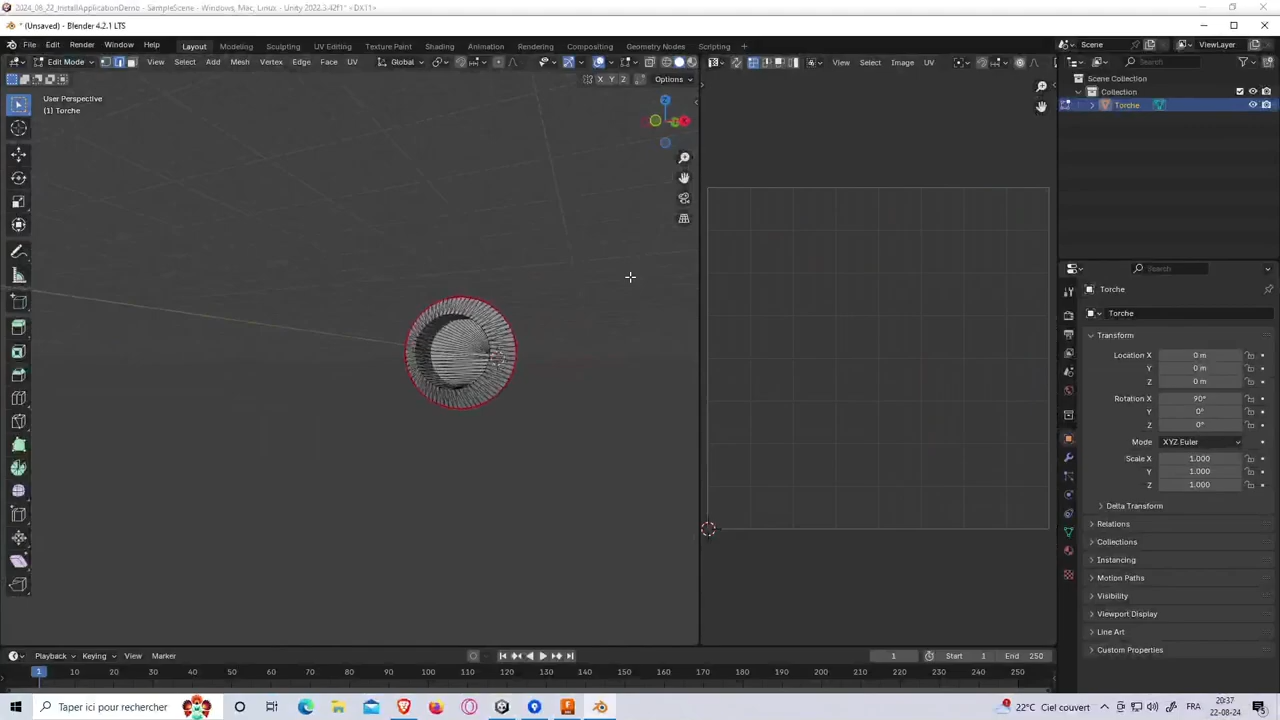 2024_08_22_InstallApplicationDemo - SampleScene - Windows, Mac, Linux - Unity 2022.3.42f1* <DX11>
* (Unsaved) - Blender 4.2.1 LTS
File Edit Render Window Help
Layout Modeling Sculpting UV Editing Texture Paint Shading Animation Rendering Compositing Geometry Nodes Scripting +
Scene ViewLayer
Edit Mode View Select Add Mesh Vertex Edge Face UV Global
View Select Image UV
Search
X Y Z Options
Scene Collection
Collection
Torche
User Perspective
(1) Torche
Z
Search
Torche
Torche
Transform
Location X 0 m
Y 0 m
Z 0 m
Rotation X 90°
Y 0°
Z 0°
Mode XYZ Euler
Scale X 1.000
Y 1.000
Z 1.000
Delta Transform
Relations
Collections
Instancing
Motion Paths
Visibility
Viewport Display
Line Art
Custom Properties
Playback Keying View Marker
1 Start 1 End 250
1 10 20 30 40 50 60 70 80 90 100 110 120 130 140 150 160 170 180 190 200 210 220 230 240 250
Taper ici pour rechercher
22°C Ciel couvert
20:37
22-08-24